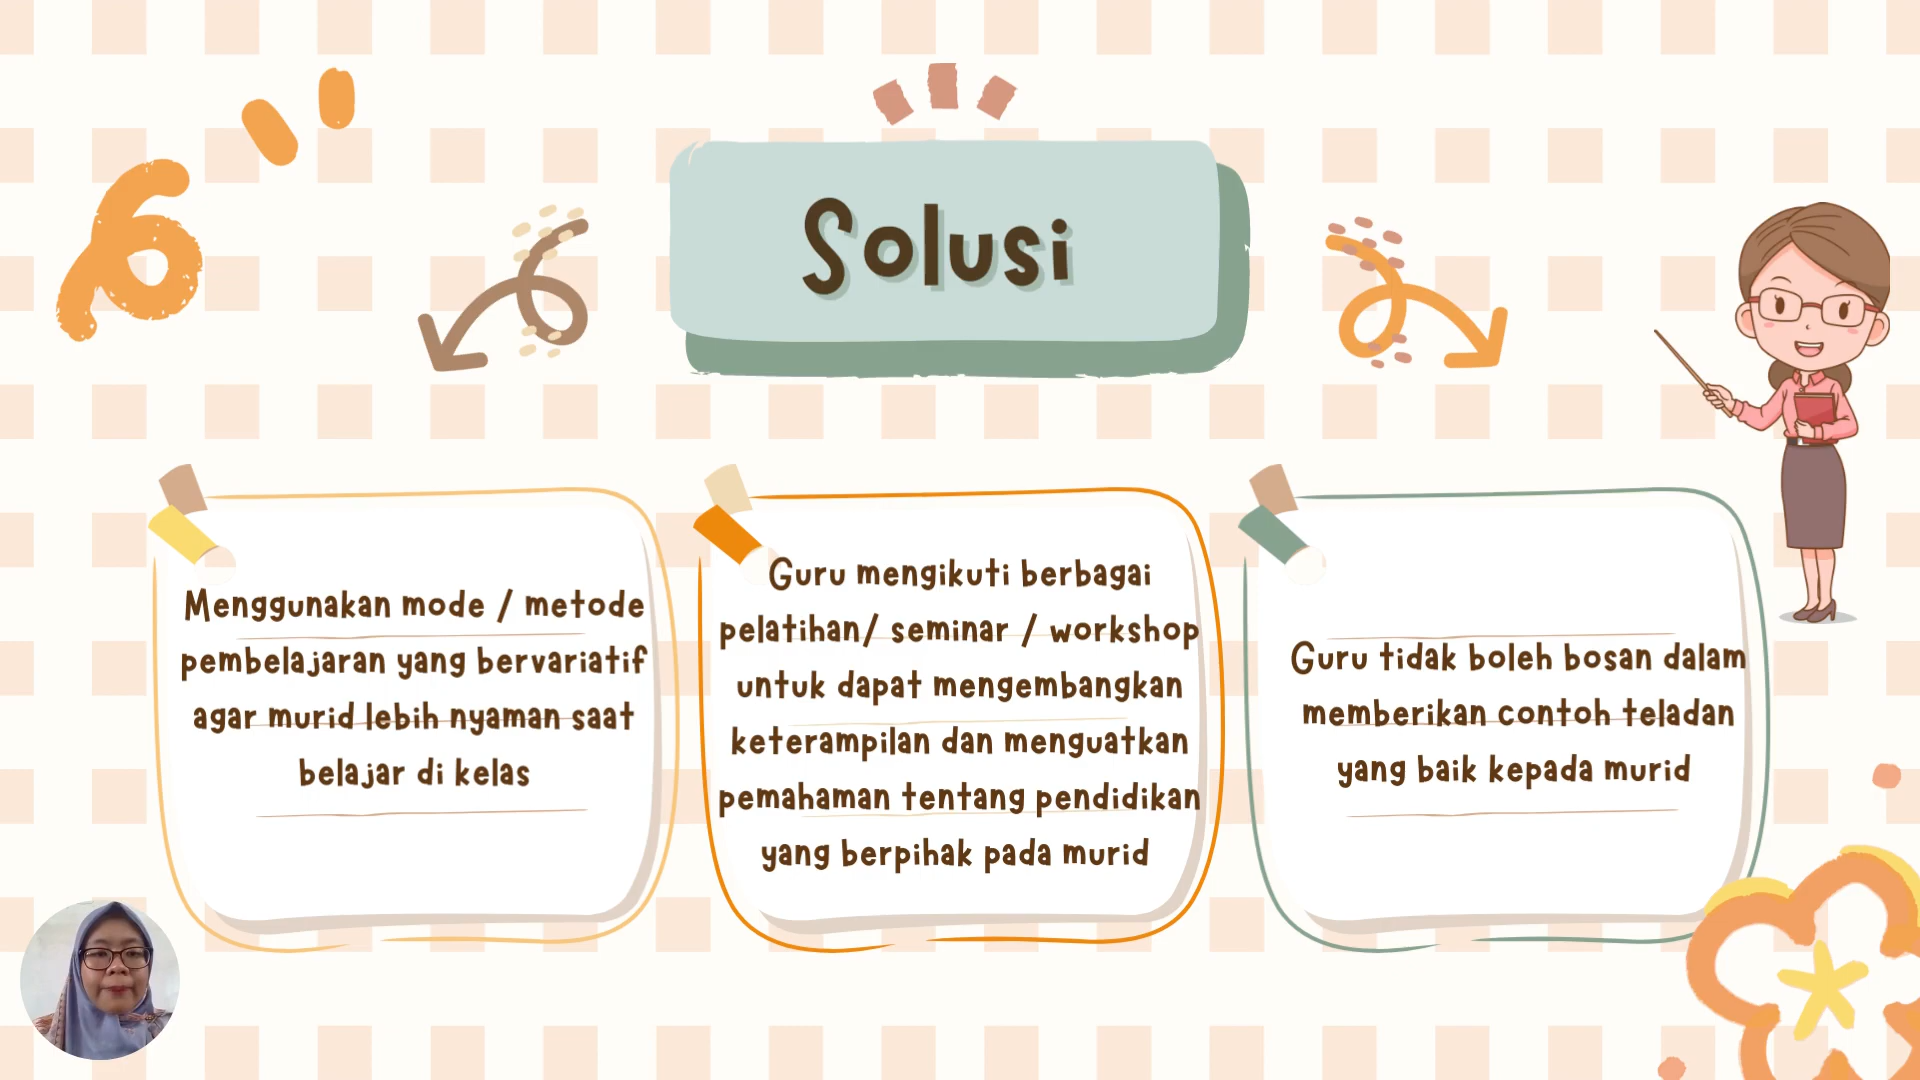 Solusi
Menggunakan mode / metode
pembelajaran yang bervariatif
agar murid lebih nyaman saat
belajar di kelas
Guru mengikuti berbagai
pelatihan/ seminar / workshop
untuk dapat mengembangkan
keterampilan dan menguatkan
pemahaman tentang pendidikan
yang berpihak pada murid
Guru tidak boleh bosan dalam
memberikan contoh teladan
yang baik kepada murid